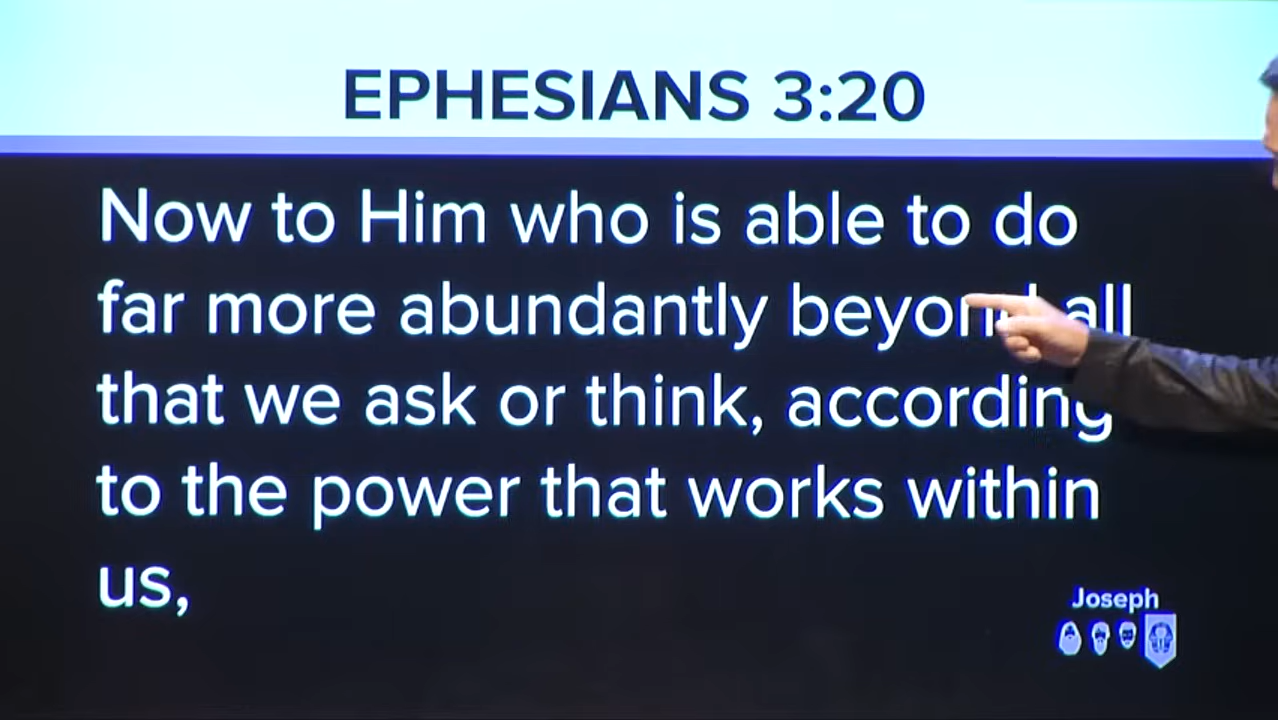 EPHESIANS 3:20
Now to Him who is able to do
far more abundantly beyond all
that we ask or think, according
to the power that works within
us,
Joseph